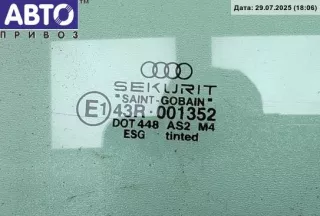 АВТО
ПРИВОЗ
Дата: 29.07.2025 (18:06)
SEKURIT
"SAINT-GOBAIN"
E1 43R-001352
DOT 448 AS2 M4
ESG tinted